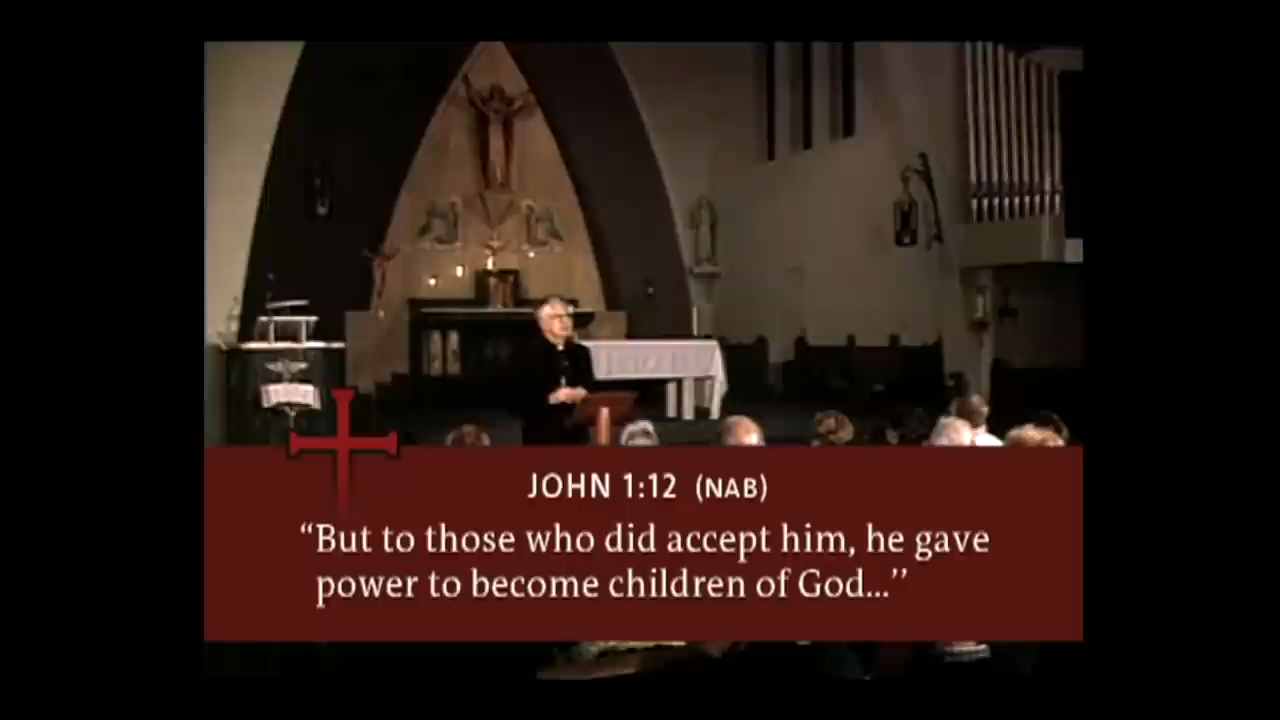 JOHN 1:12 (NAB)
“But to those who did accept him, he gave
power to become children of God...”